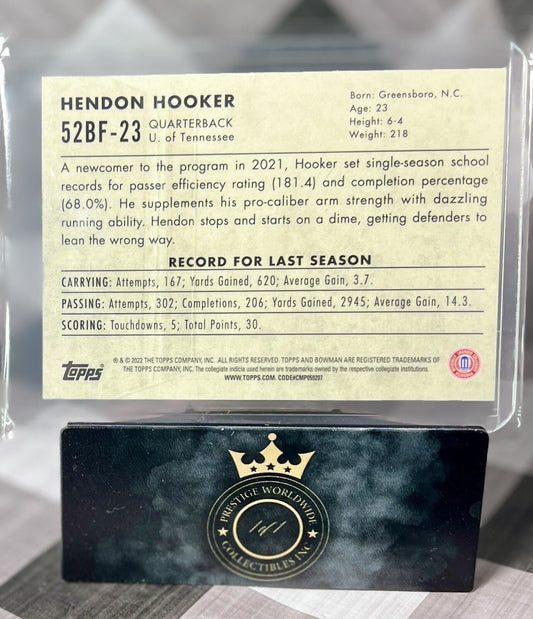 HENDON HOOKER
52BF-23 QUARTERBACK
U. of Tennessee
Born: Greensboro, N.C.
Age: 23
Height: 6-4
Weight: 218
A newcomer to the program in 2021, Hooker set single-season school
records for passer efficiency rating (181.4) and completion percentage
(68.0%). He supplements his pro-caliber arm strength with dazzling
running ability. Hendon stops and starts on a dime, getting defenders to
lean the wrong way.
RECORD FOR LAST SEASON
CARRYING: Attempts, 167; Yards Gained, 620; Average Gain, 3.7.
PASSING: Attempts, 302; Completions, 206; Yards Gained, 2945; Average Gain, 14.3.
SCORING: Touchdowns, 5; Total Points, 30.
topps
® & © 2022 THE TOPPS COMPANY, INC. ALL RIGHTS RESERVED. TOPPS AND BOWMAN ARE REGISTERED TRADEMARKS OF
THE TOPPS COMPANY, INC. The collegiate indicia used herein are trademarks owned by the respective collegiate institutions.
WWW.TOPPS.COM. CODE#CMP059207
PRESTIGE WORLDWIDE
1of1
COLLECTIBLES INC